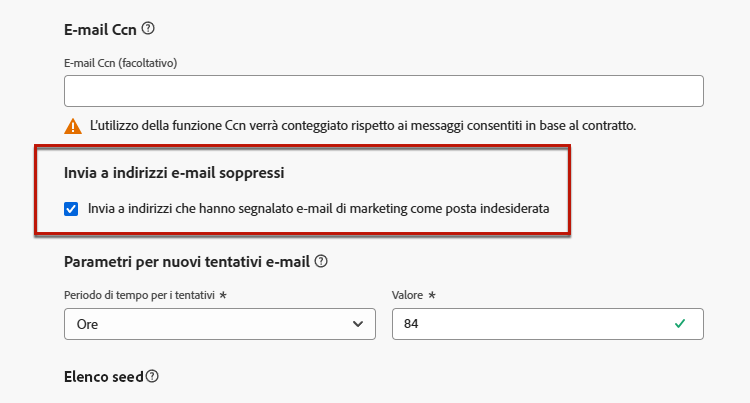 E-mail Ccn
E-mail Ccn (facoltativo)
L'utilizzo della funzione Ccn verrà conteggiato rispetto ai messaggi consentiti in base al contratto.
Invia a indirizzi e-mail soppressi
Invia a indirizzi che hanno segnalato e-mail di marketing come posta indesiderata
Parametri per nuovi tentativi e-mail
Periodo di tempo per i tentativi * Valore *
Ore 84
Elenco seed